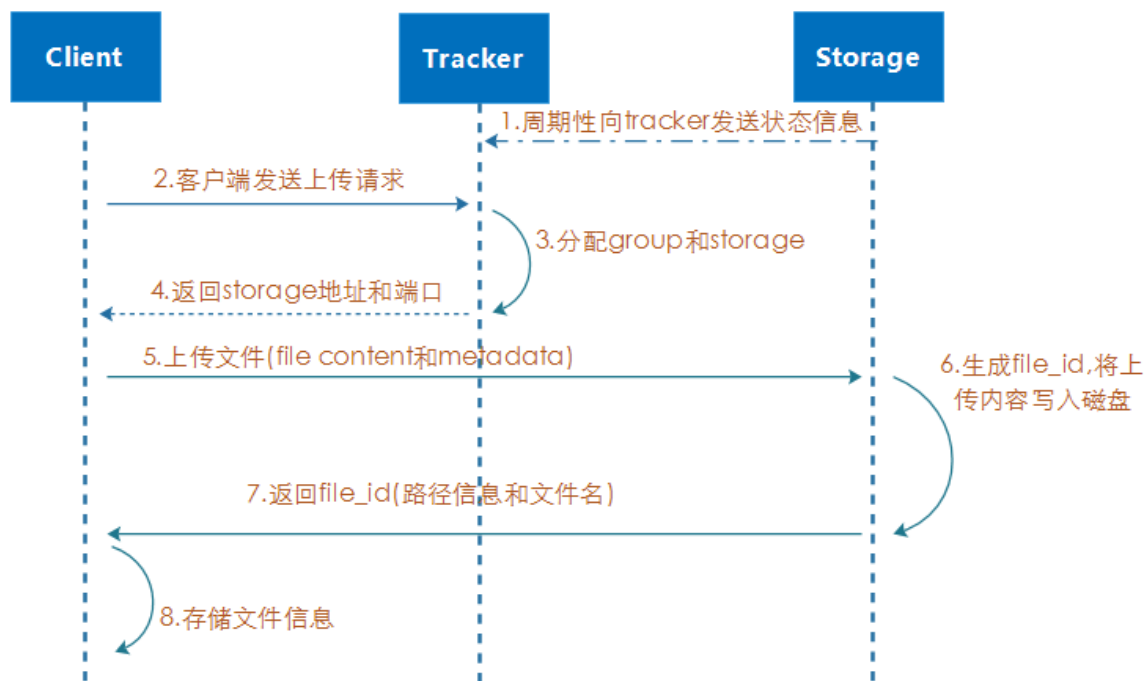 Client
Tracker
Storage
1.周期性向tracker发送状态信息
2.客户端发送上传请求
3.分配group和storage
4.返回storage地址和端口
5.上传文件(file content和metadata)
6.生成file_id,将上
传内容写入磁盘
7.返回file_id(路径信息和文件名)
8.存储文件信息